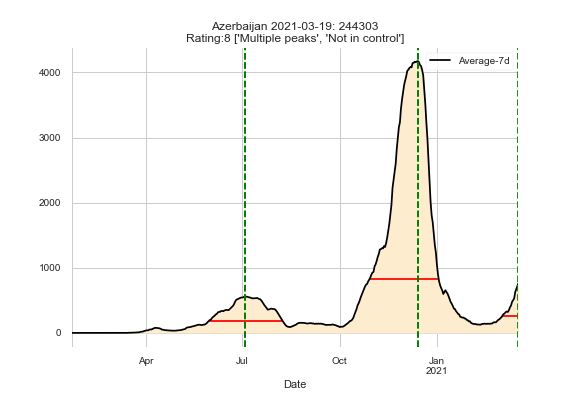 Azerbaijan 2021-03-19: 244303
Rating:8 ['Multiple peaks', 'Not in control']
Average-7d
4000
3000
2000
1000
0
Apr
Jul
Oct
Jan
2021
Date